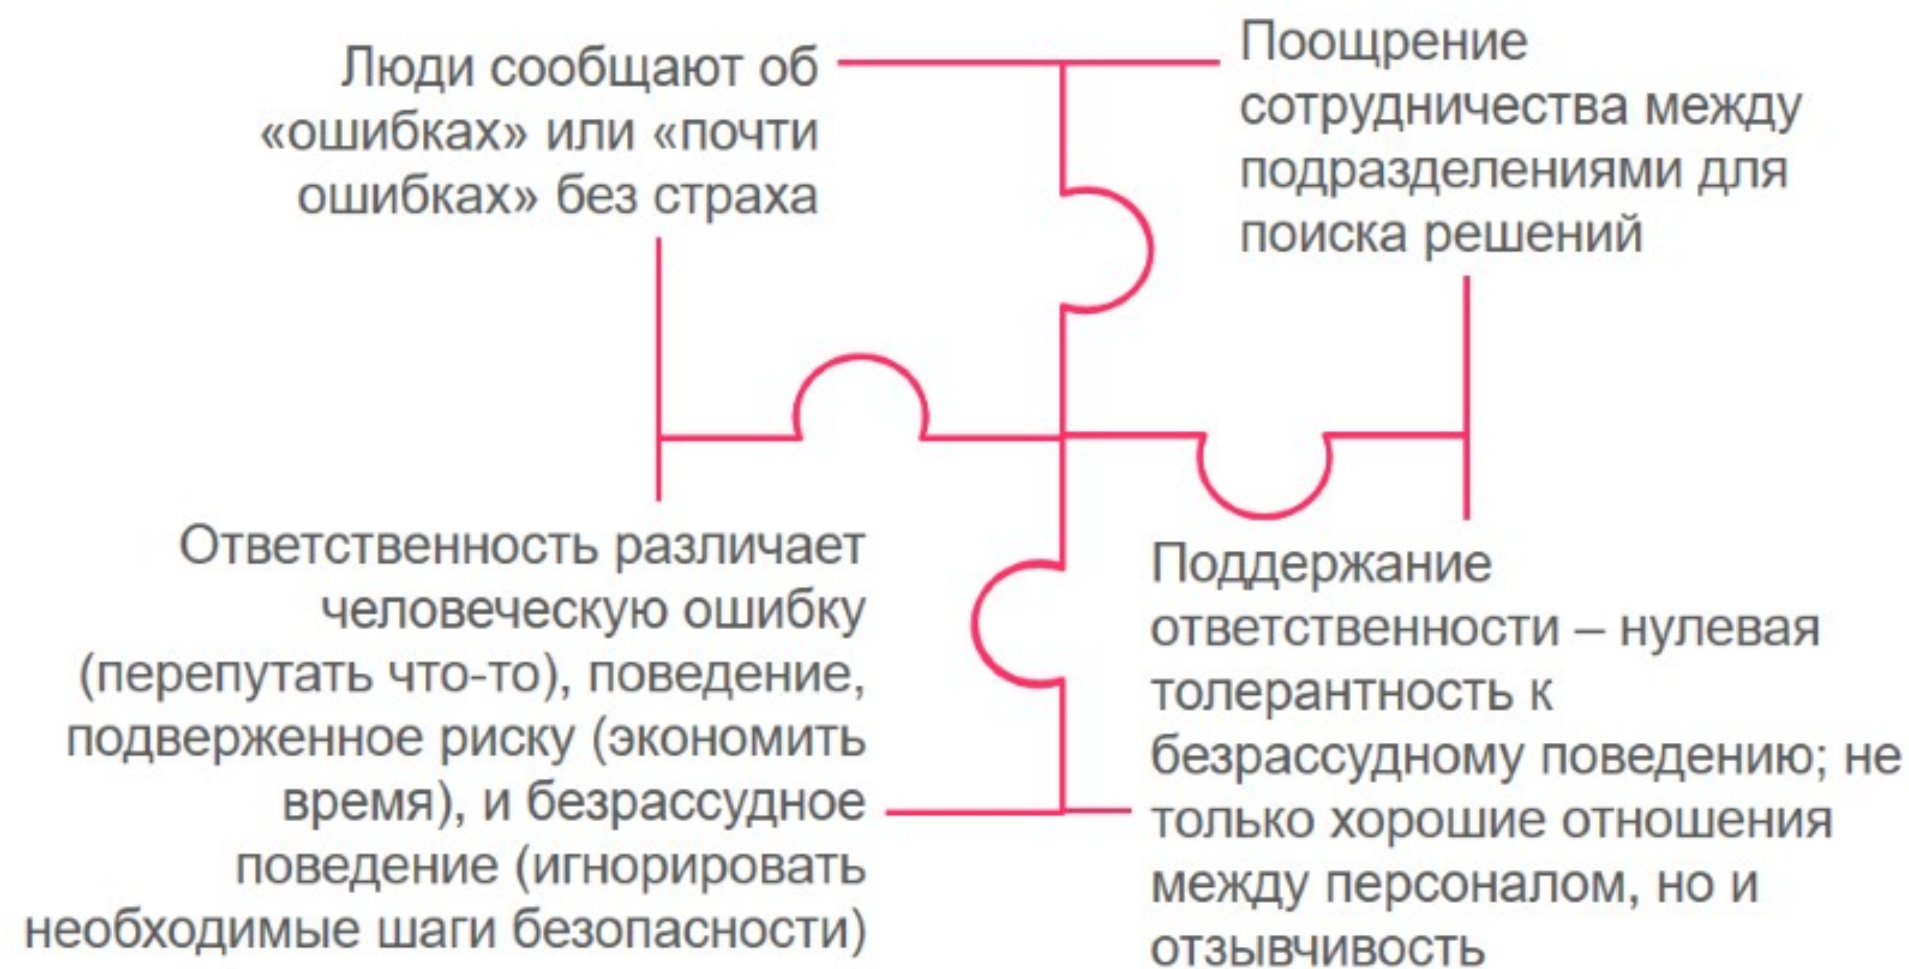 Люди сообщают об
«ошибках» или «почти
ошибках» без страха
Поощрение
сотрудничества между
подразделениями для
поиска решений
Ответственность различает
человеческую ошибку
(перепутать что-то), поведение,
подверженное риску (экономить
время), и безрассудное
поведение (игнорировать
необходимые шаги безопасности)
Поддержание
ответственности – нулевая
толерантность к
безрассудному поведению; не
только хорошие отношения
между персоналом, но и
отзывчивость